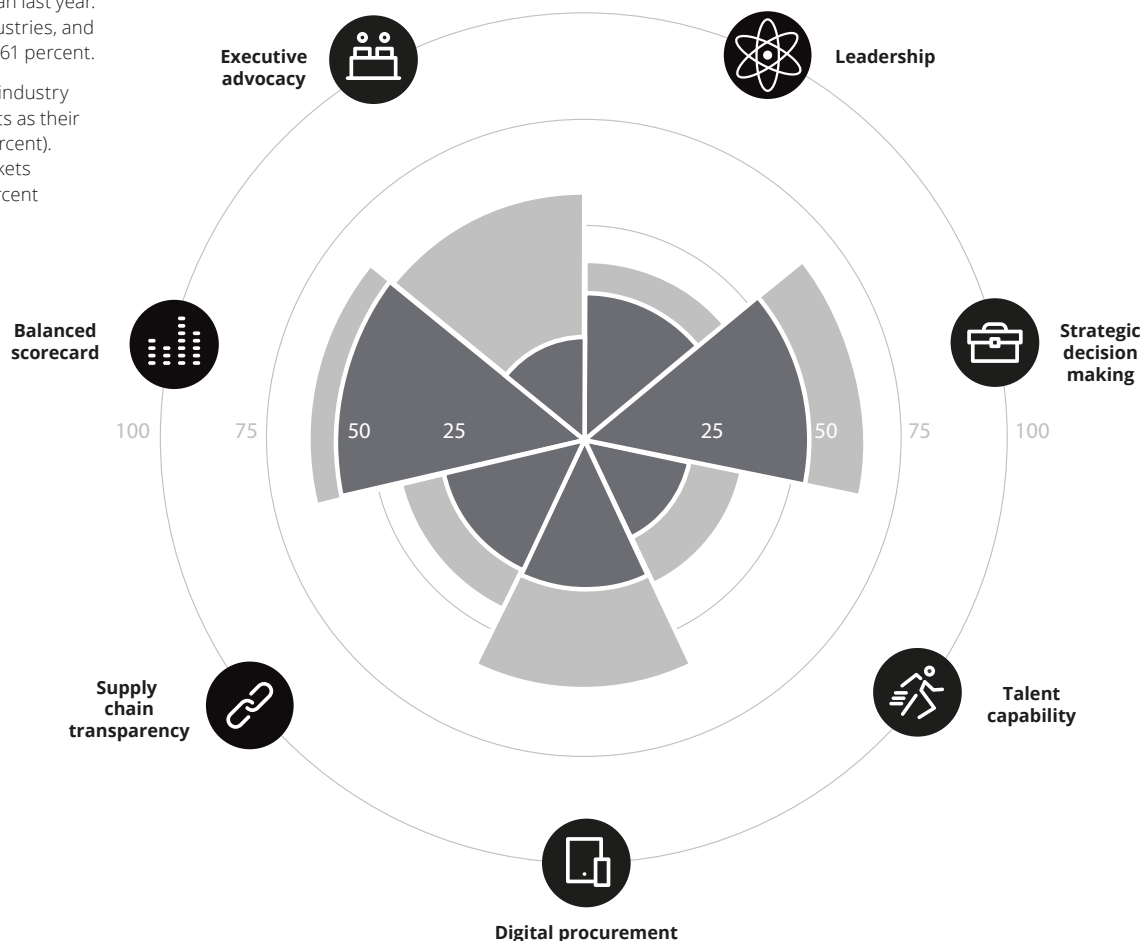 an last year.
ustries, and
61 percent.
industry
ts as their
rcent).
kets
rcent
Executive
advocacy
Leadership
Balanced
scorecard
Strategic
decision
making
100 75 50 25 25 50 75 100
Supply
chain
transparency
Talent
capability
Digital procurement